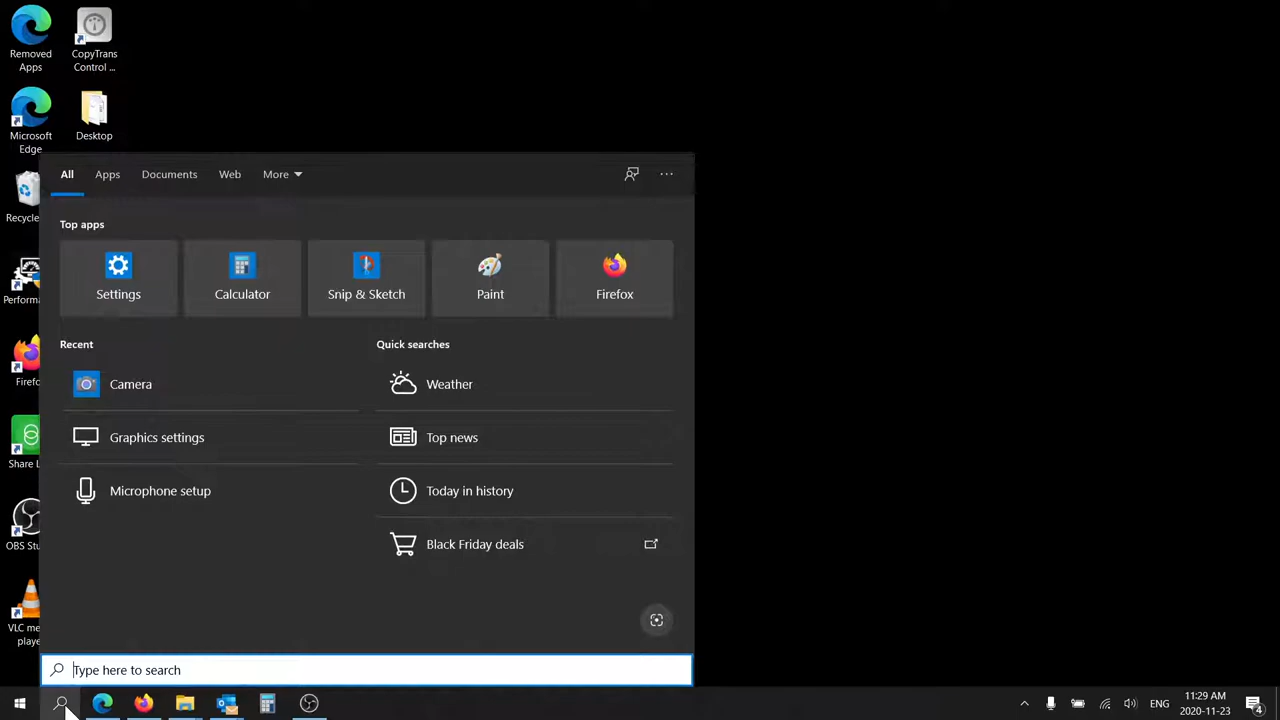 Removed
Apps
CopyTrans
Control ...
Microsoft
Edge
Desktop
Recycle
Performa
Firefo
Share L
OBS Stu
VLC me
playe
All
Apps
Documents
Web
More
Top apps
Settings
Calculator
Snip & Sketch
Paint
Firefox
Recent
Quick searches
Camera
Weather
Graphics settings
Top news
Microphone setup
Today in history
Black Friday deals
Type here to search
ENG
11:29 AM
2020-11-23
4